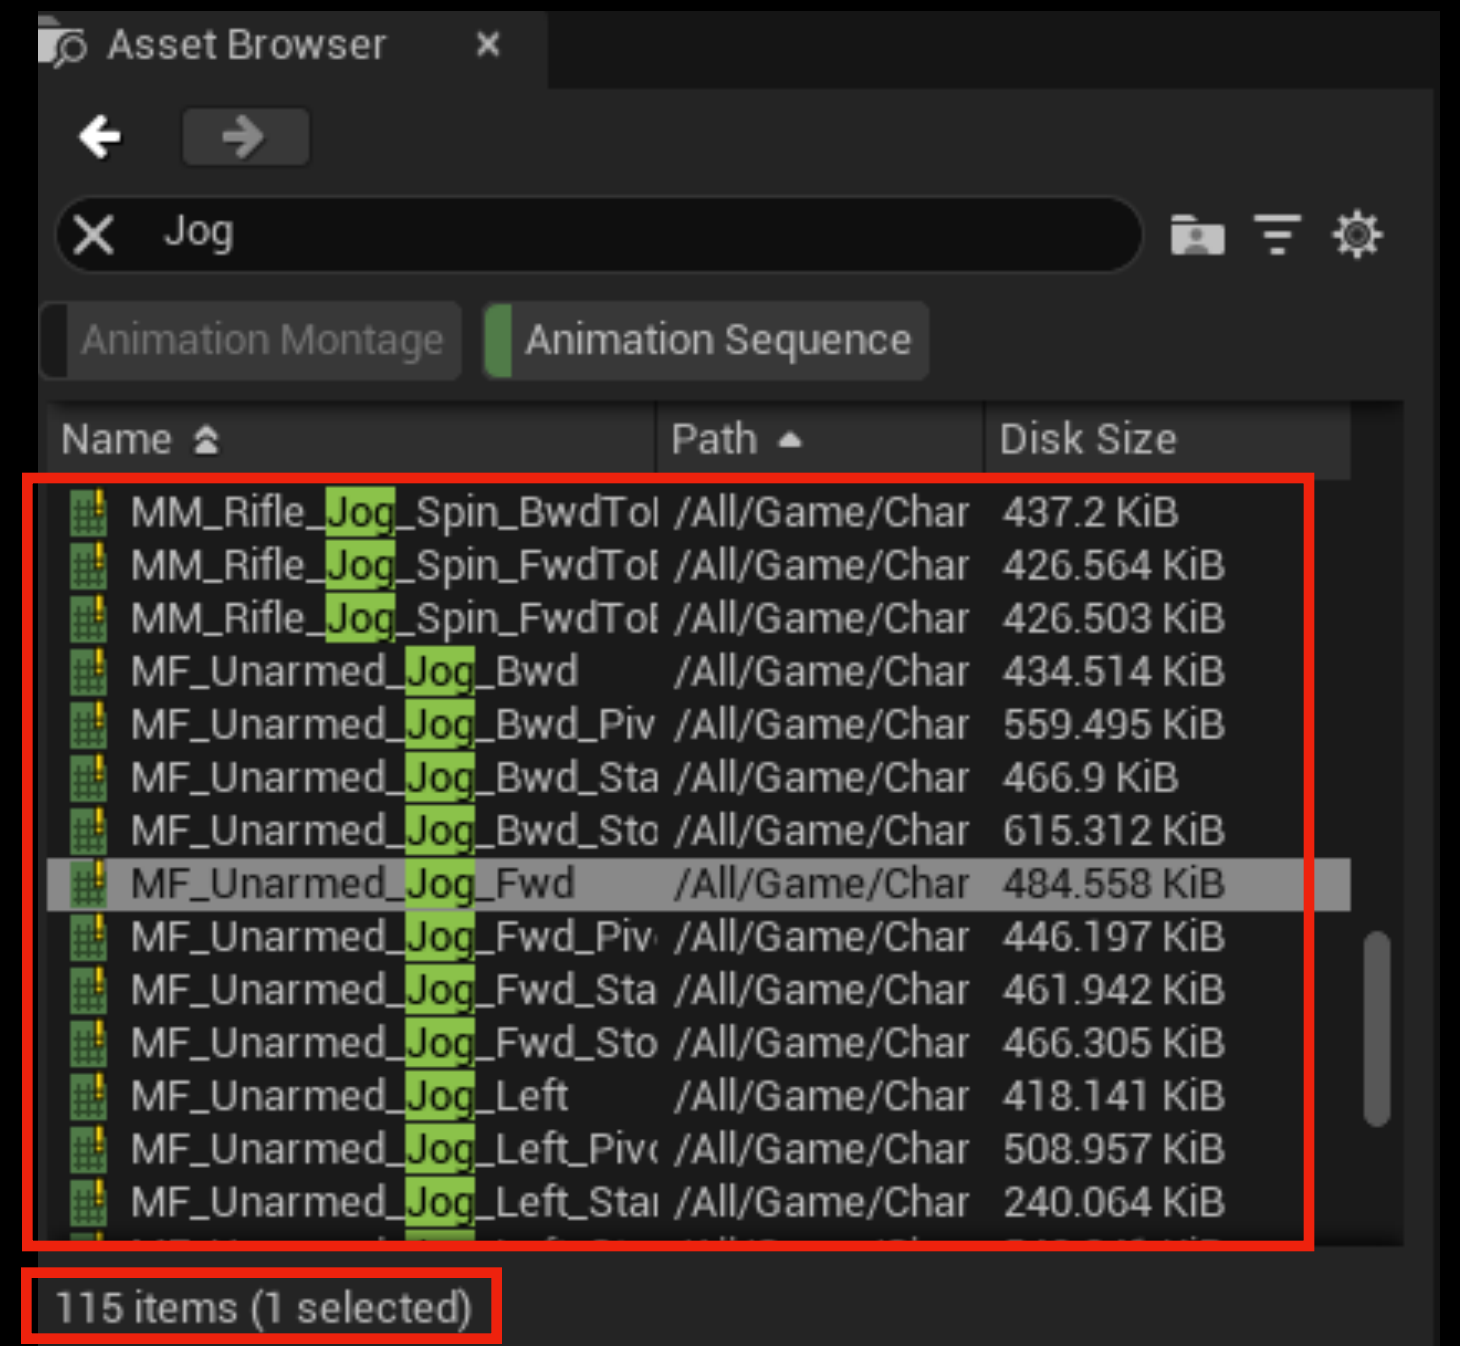 Asset Browser
Jog
Animation Montage Animation Sequence
Name Path Disk Size
MM_Rifle_Jog_Spin_BwdTo /All/Game/Char 437.2 KiB
MM_Rifle_Jog_Spin_FwdTo /All/Game/Char 426.564 KiB
MM_Rifle_Jog_Spin_FwdTo /All/Game/Char 426.503 KiB
MF_Unarmed_Jog_Bwd /All/Game/Char 434.514 KiB
MF_Unarmed_Jog_Bwd_Piv /All/Game/Char 559.495 KiB
MF_Unarmed_Jog_Bwd_Sta /All/Game/Char 466.9 KiB
MF_Unarmed_Jog_Bwd_Sto /All/Game/Char 615.312 KiB
MF_Unarmed_Jog_Fwd /All/Game/Char 484.558 KiB
MF_Unarmed_Jog_Fwd_Piv /All/Game/Char 446.197 KiB
MF_Unarmed_Jog_Fwd_Sta /All/Game/Char 461.942 KiB
MF_Unarmed_Jog_Fwd_Sto /All/Game/Char 466.305 KiB
MF_Unarmed_Jog_Left /All/Game/Char 418.141 KiB
MF_Unarmed_Jog_Left_Piv /All/Game/Char 508.957 KiB
MF_Unarmed_Jog_Left_Sta /All/Game/Char 240.064 KiB
115 items (1 selected)